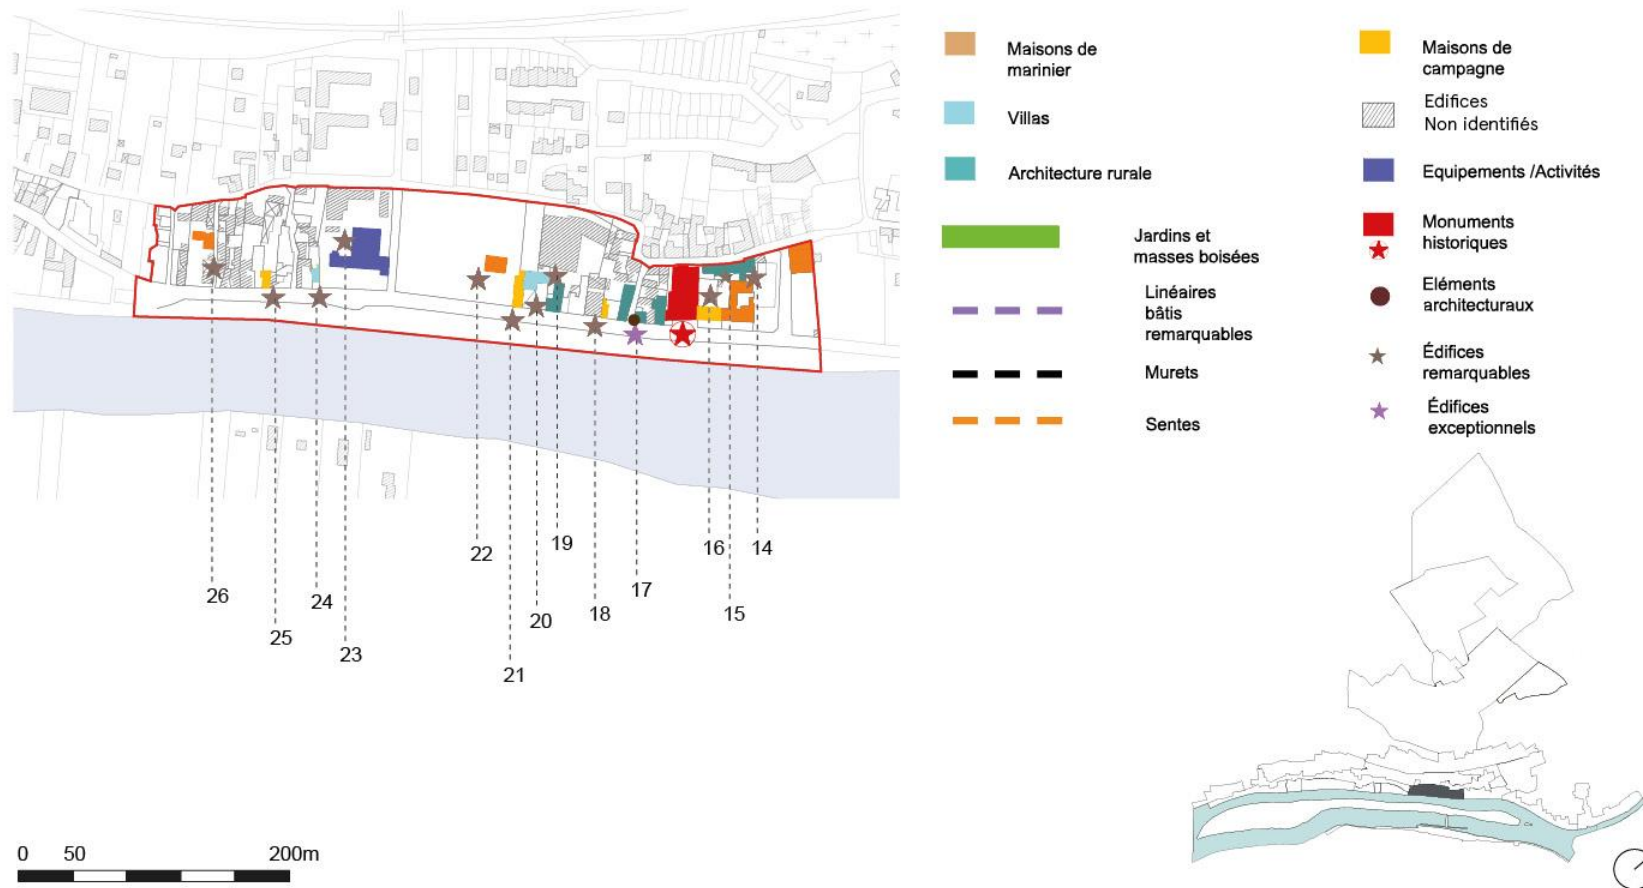 Maisons de
marinier
Villas
Architecture rurale
Jardins et
masses boisées
Linéaires
bâtis
remarquables
Murets
Sentes
Maisons de
campagne
Edifices
Non identifiés
Equipements /Activités
Monuments
historiques
Eléments
architecturaux
Édifices
remarquables
Édifices
exceptionnels
22
19
16
14
26
24
20
18
17
15
25
23
21
0 50 200m